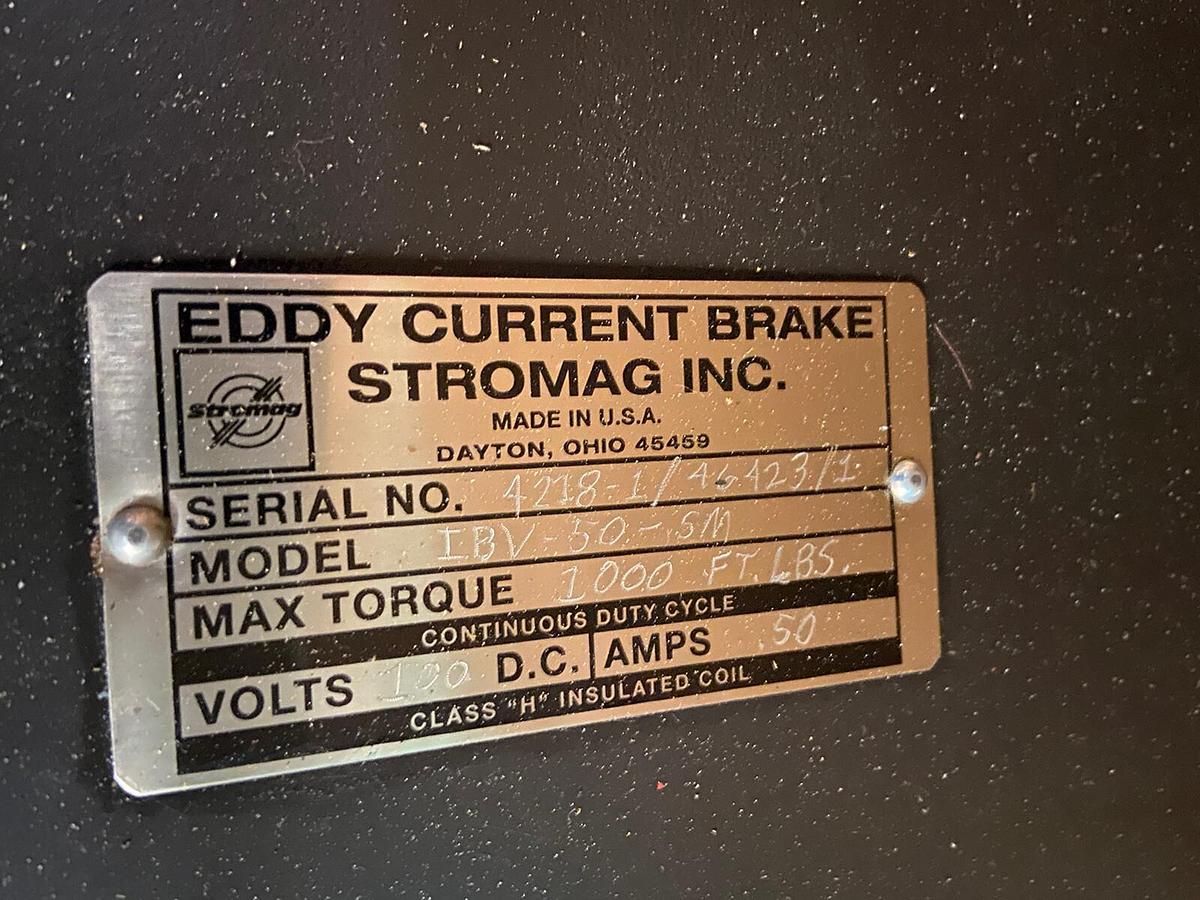 EDDY CURRENT BRAKE
Stromag
STROMAG INC.
MADE IN U.S.A.
DAYTON, OHIO 45459
SERIAL NO. 4218-1/46423/1
MODEL IBV-50-SM
MAX TORQUE 1000 FT. LBS.
CONTINUOUS DUTY CYCLE
VOLTS D.C. AMPS
CLASS "H" INSULATED COIL